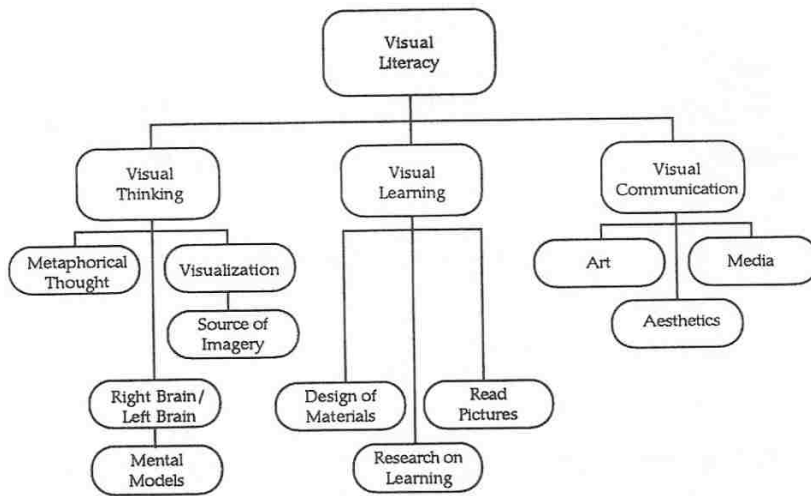 Visual
Literacy
Visual
Thinking
Visual
Learning
Visual
Communication
Metaphorical
Thought
Visualization
Art
Media
Source of
Imagery
Aesthetics
Right Brain/
Left Brain
Design of
Materials
Read
Pictures
Mental
Models
Research on
Learning